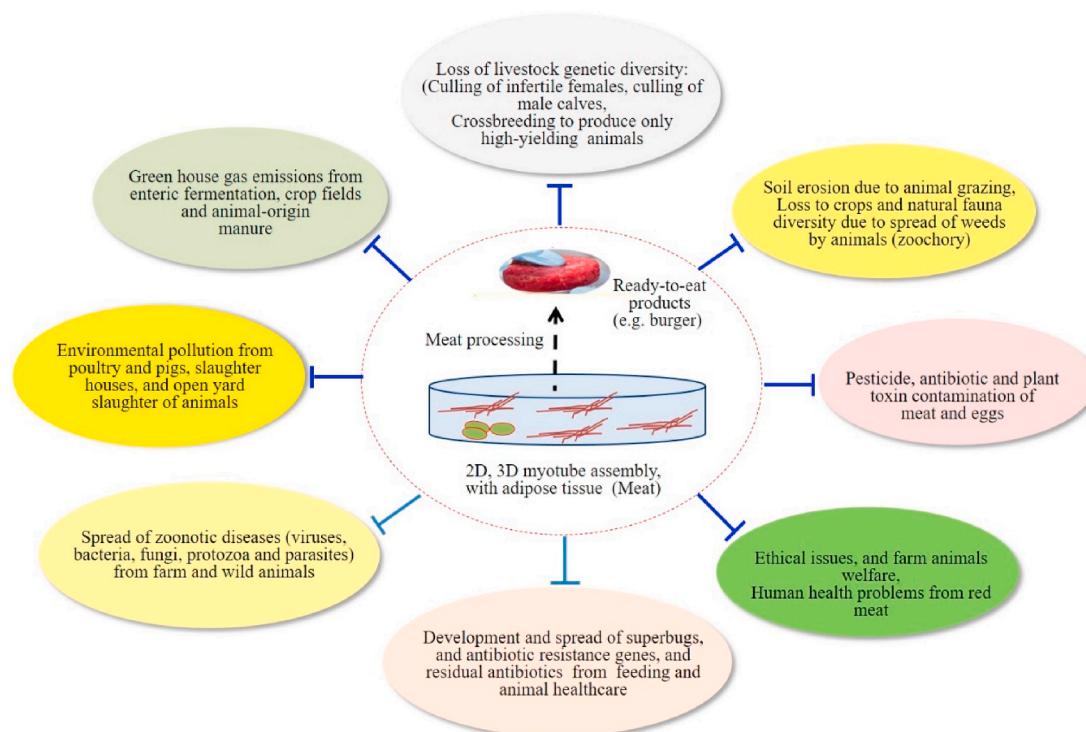 Loss of livestock genetic diversity:
(Culling of infertile females, culling of
male calves,
Crossbreeding to produce only
high-yielding animals
Green house gas emissions from
enteric fermentation, crop fields
and animal-origin
manure
Soil erosion due to animal grazing,
Loss to crops and natural fauna
diversity due to spread of weeds
by animals (zoochory)
Ready-to-eat
products
(e.g. burger)
Meat processing
Environmental pollution from
poultry and pigs, slaughter
houses, and open yard
slaughter of animals
Pesticide, antibiotic and plant
toxin contamination of
meat and eggs
2D, 3D myotube assembly,
with adipose tissue (Meat)
Spread of zoonotic diseases (viruses,
bacteria, fungi, protozoa and parasites)
from farm and wild animals
Ethical issues, and farm animals
welfare,
Human health problems from red
meat
Development and spread of superbugs,
and antibiotic resistance genes, and
residual antibiotics from feeding and
animal healthcare